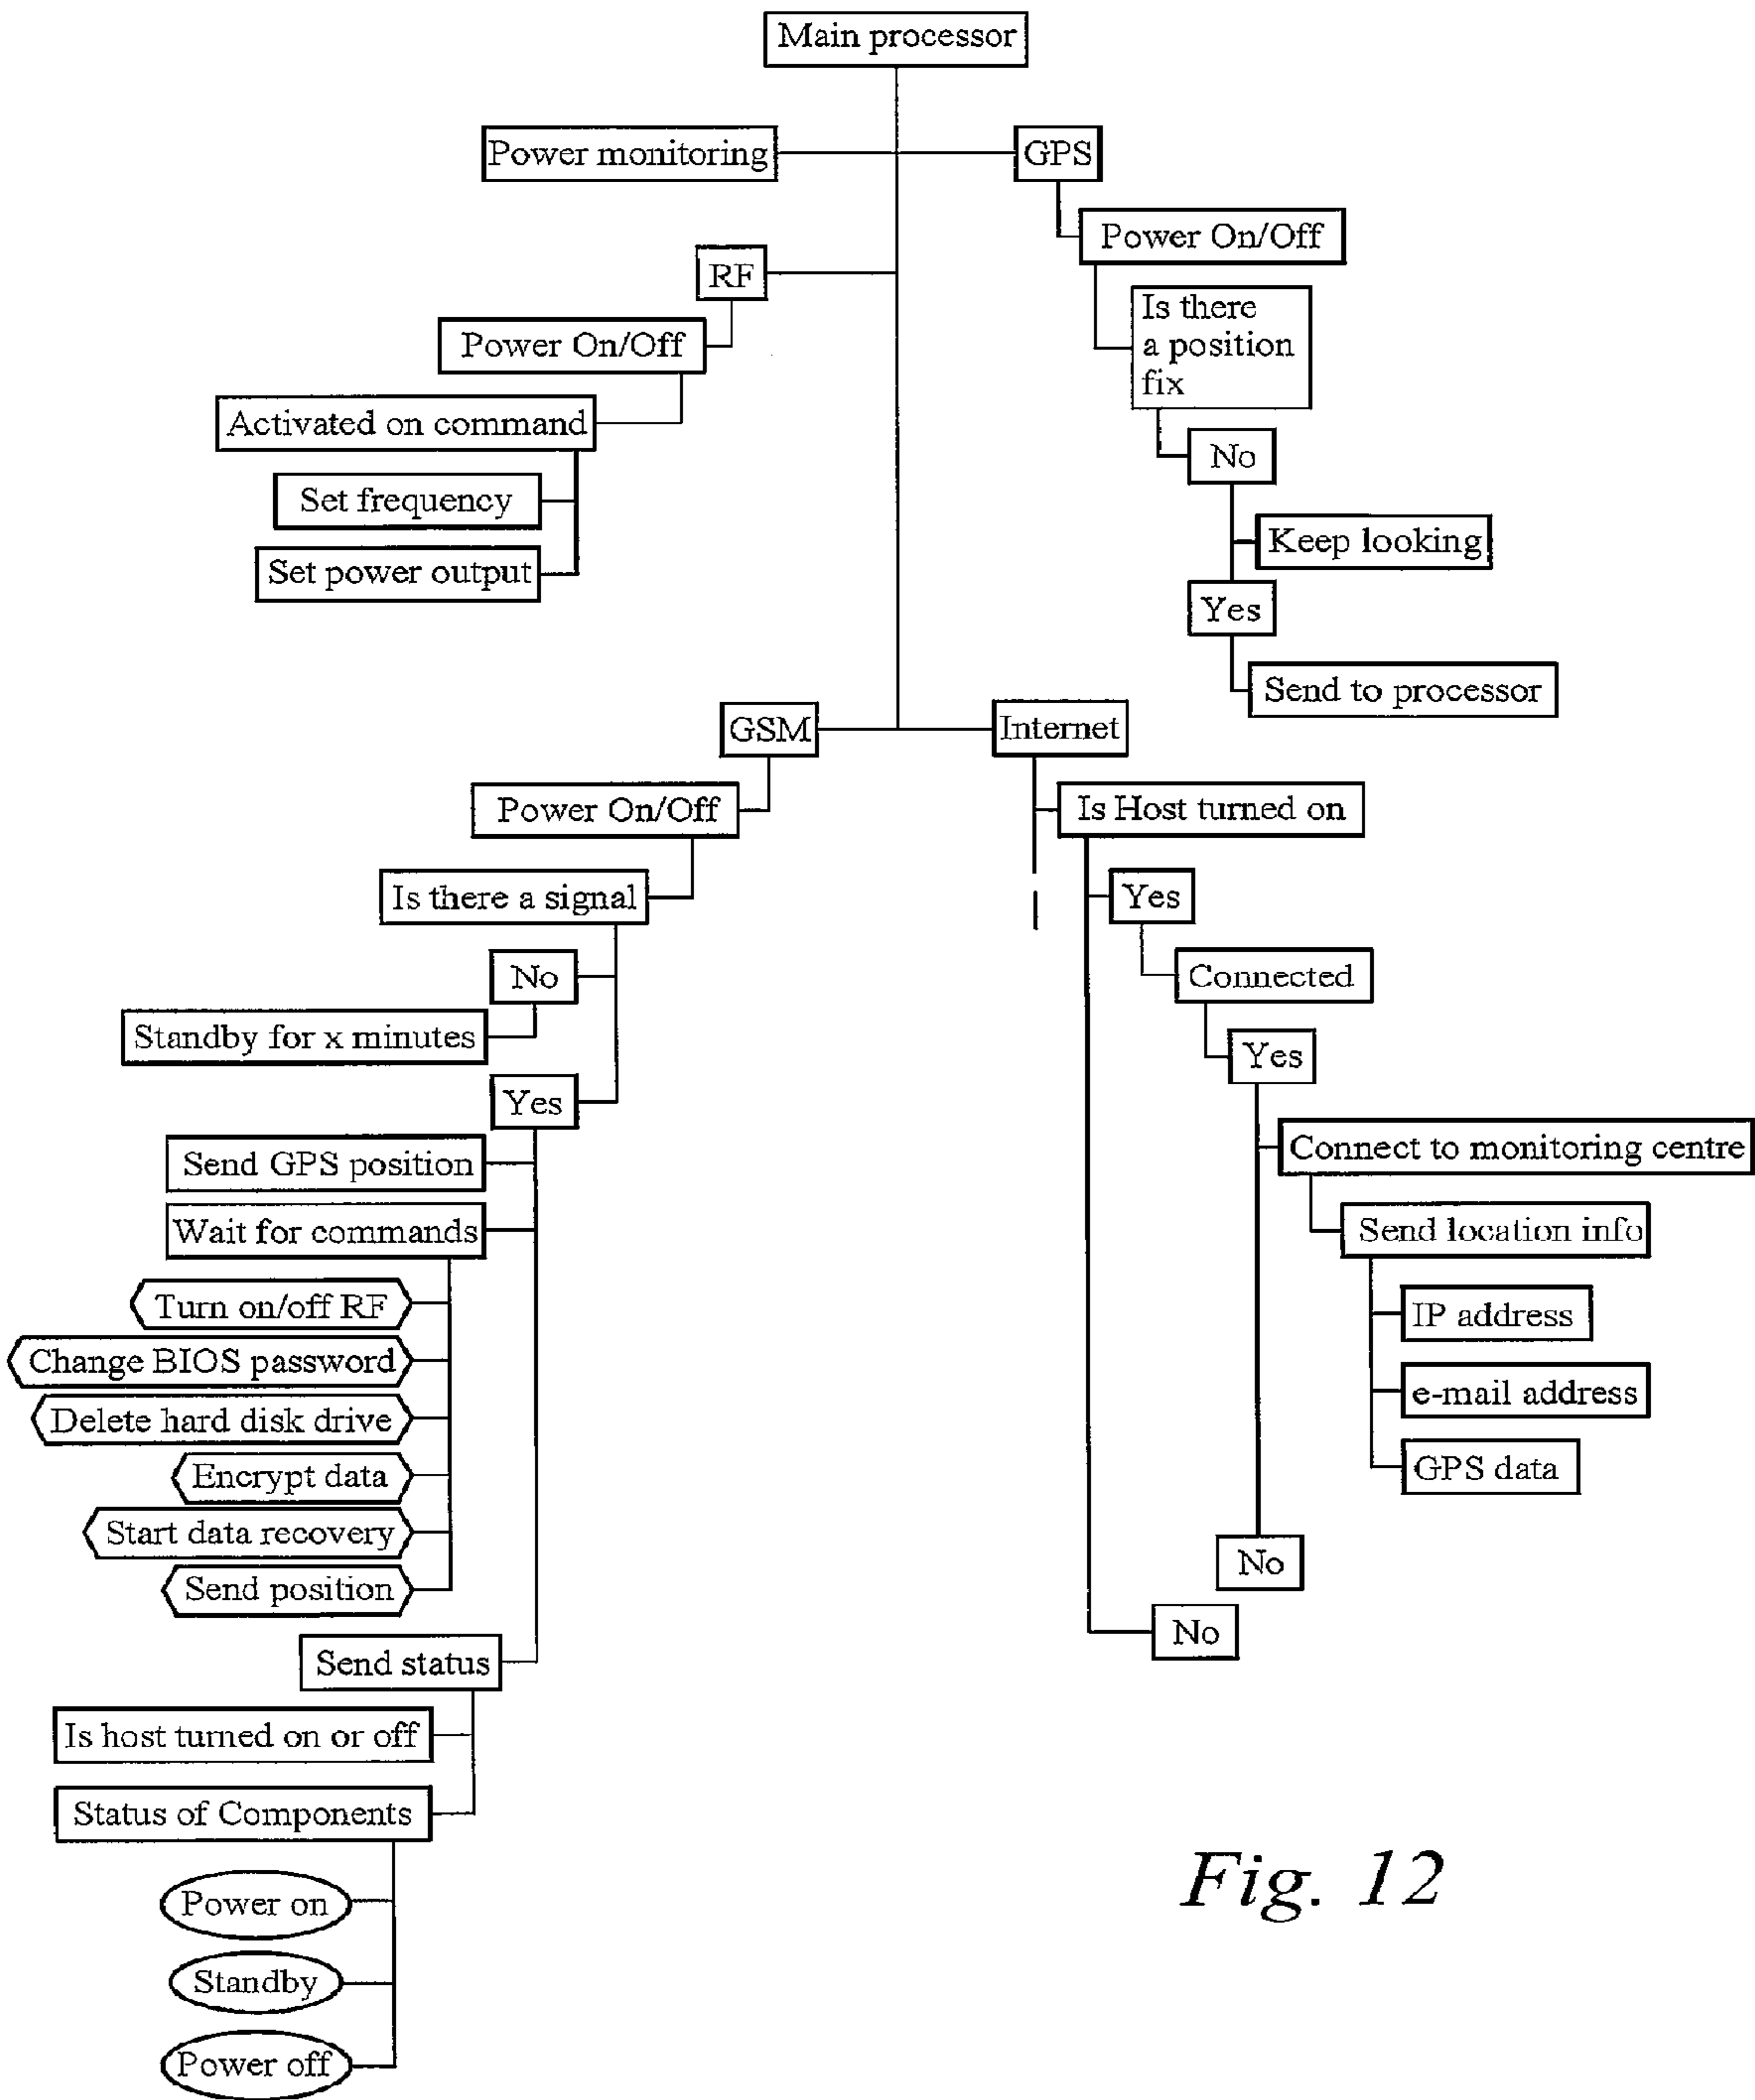 Main processor
Power monitoring
GPS
Power On/Off
RF
Is there
a position
fix
Power On/Off
Activated on command
No
Set frequency
Keep looking
Set power output
Yes
Send to processor
GSM
Internet
Power On/Off
Is Host turned on
Is there a signal
Yes
No
Connected
Standby for x minutes
Yes
Yes
Connect to monitoring centre
Send GPS position
Wait for commands
Send location info
Turn on/off RF
IP address
Change BIOS password
e-mail address
Delete hard disk drive
Encrypt data
GPS data
Start data recovery
No
Send position
No
Send status
Is host turned on or off
Status of Components
Power on
Standby
Power off
Fig. 12